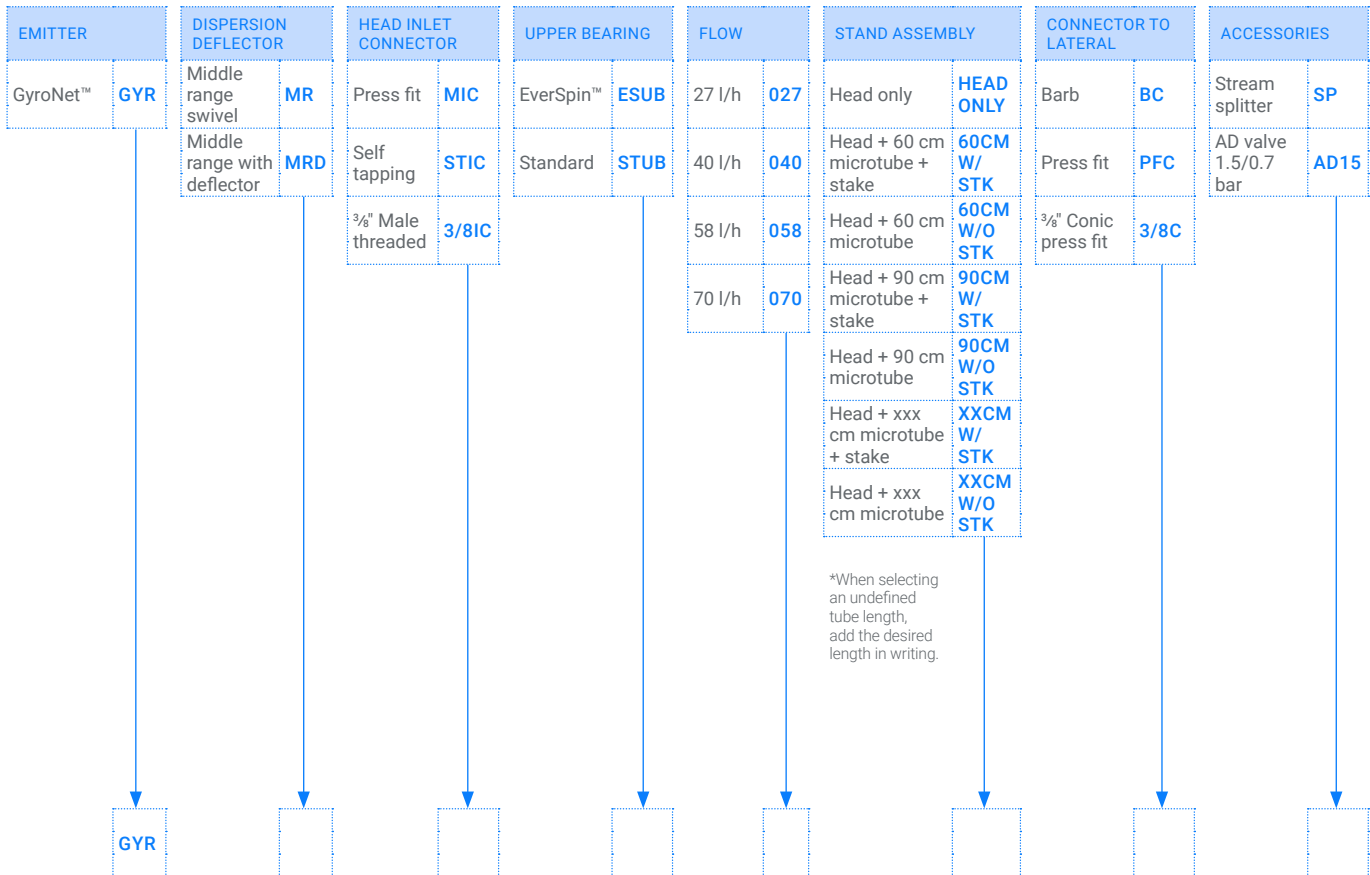 EMITTER
GyroNet™
GYR
DISPERSION
DEFLECTOR
Middle
range
swivel
MR
Middle
range with
deflector
MRD
HEAD INLET
CONNECTOR
Press fit
MIC
Self
tapping
STIC
⅜" Male
threaded
3/8IC
UPPER BEARING
EverSpin™
ESUB
Standard
STUB
FLOW
27 l/h
027
40 l/h
040
58 l/h
058
70 l/h
070
STAND ASSEMBLY
Head only
HEAD
ONLY
Head + 60 cm
microtube +
stake
60CM
W/
STK
Head + 60 cm
microtube
60CM
W/O
STK
Head + 90 cm
microtube +
stake
90CM
W/
STK
Head + 90 cm
microtube
90CM
W/O
STK
Head + xxx
cm microtube
+ stake
XXCM
W/
STK
Head + xxx
cm microtube
XXCM
W/O
STK
*When selecting
an undefined
tube length,
add the desired
length in writing.
CONNECTOR TO
LATERAL
Barb
BC
Press fit
PFC
⅜" Conic
press fit
3/8C
ACCESSORIES
Stream
splitter
SP
AD valve
1.5/0.7
bar
AD15
GYR